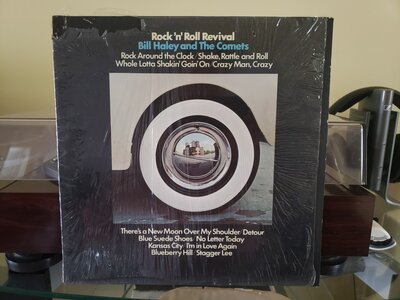 Rock 'n' Roll Revival
Bill Haley and The Comets
Rock Around the Clock · Shake, Rattle and Roll
Whole Lotta Shakin' Goin' On · Crazy Man, Crazy
There's a New Moon Over My Shoulder · Detour
Blue Suede Shoes · No Letter Today
Kansas City · I'm in Love Again
Blueberry Hill · Stagger Lee